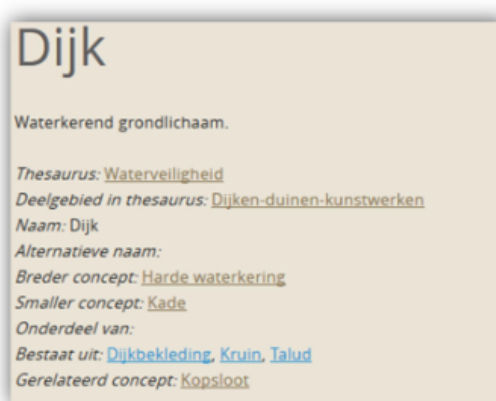 Dijk
Waterkerend grondlichaam.
Thesaurus: Waterveiligheid
Deelgebied in thesaurus: Dijken-duinen-kunstwerken
Naam: Dijk
Alternatieve naam:
Breder concept: Harde waterkering
Smaller concept: Kade
Onderdeel van:
Bestaat uit: Dijkbekleding, Kruin, Talud
Gerelateerd concept: Kopsloot